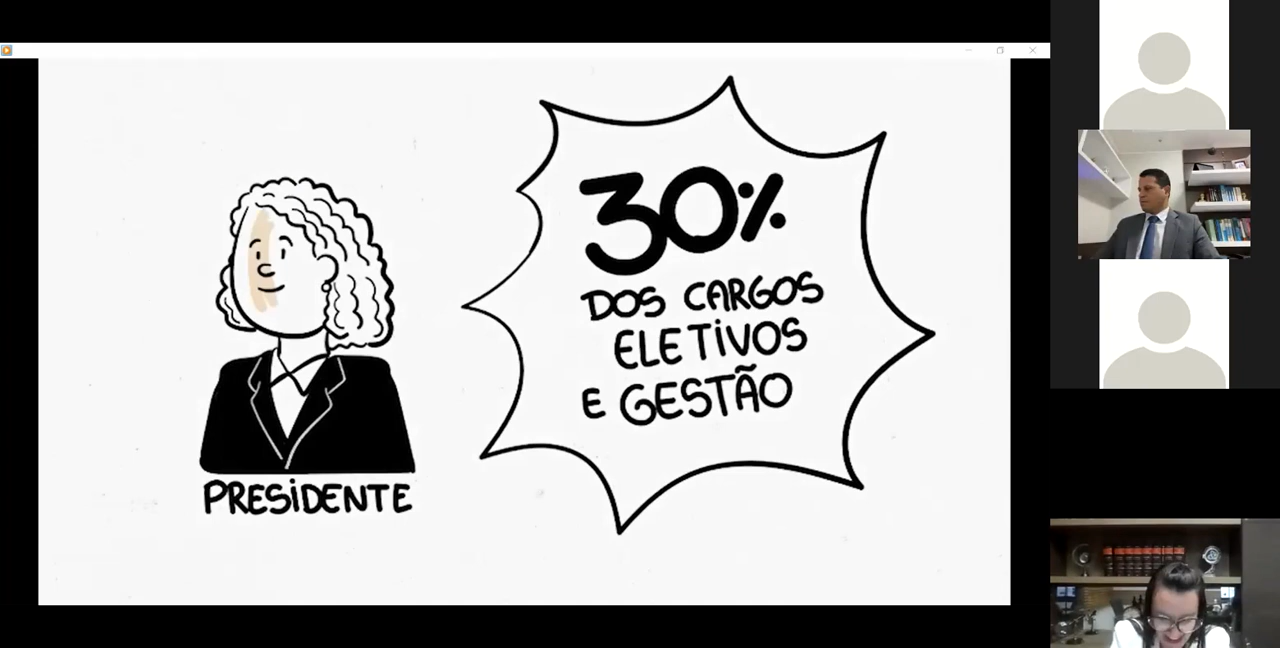 30%
DOS CARGOS
ELETIVOS
E GESTÃO
PRESIDENTE